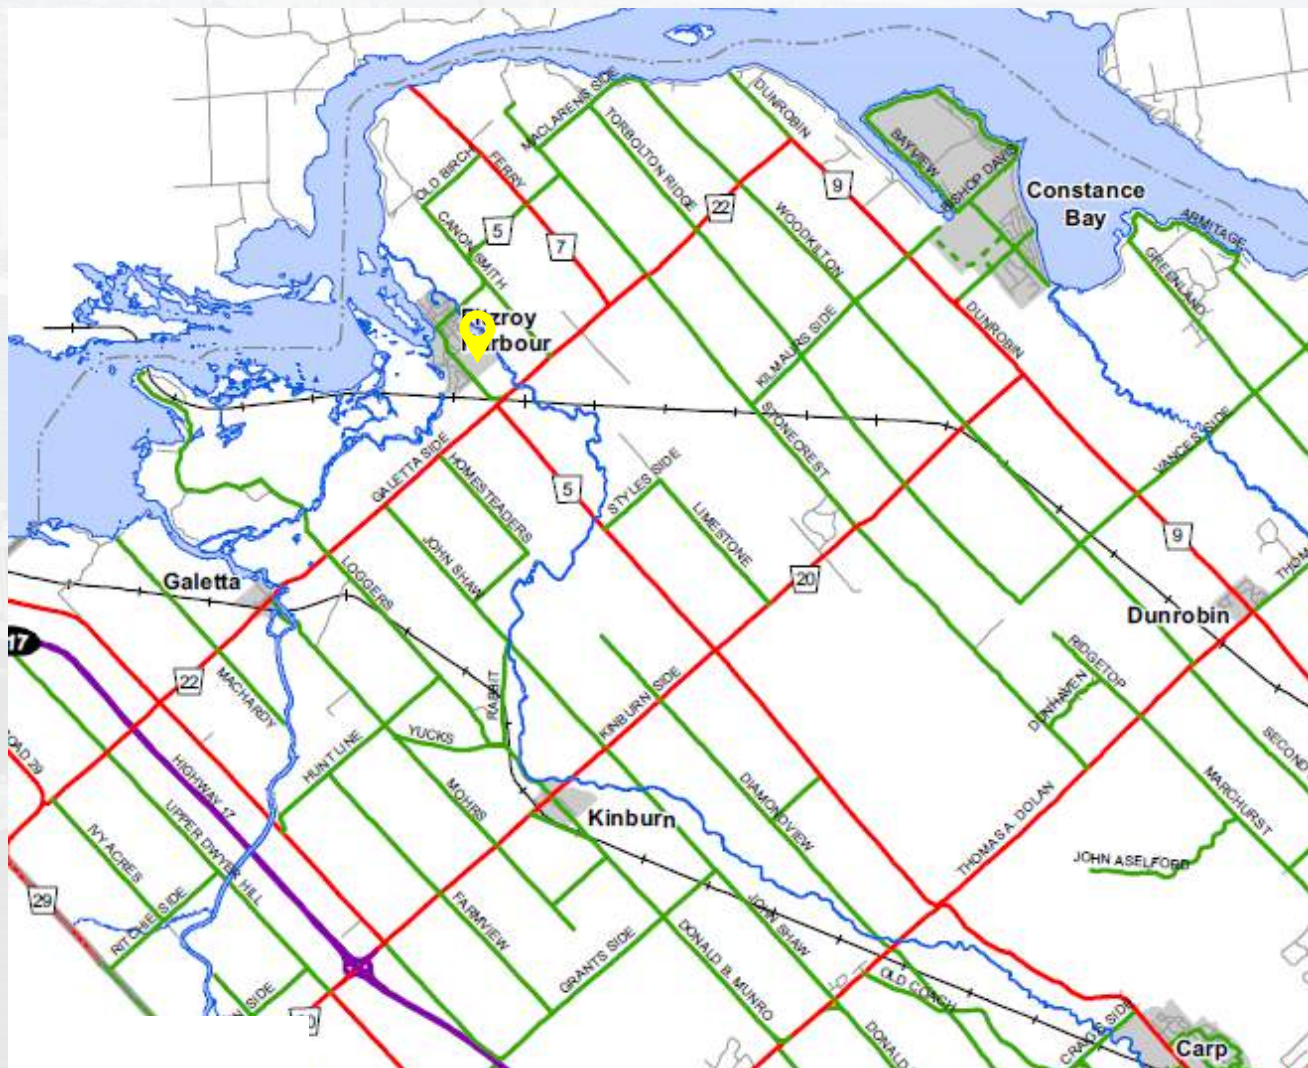 DUNROBIN
MACLARENS SIDE
TORBOLTON RIDGE
BAYVIEW
BISHOP DAVIS
OLD BIRCH
FERRY
22
9
Constance
Bay
ARMITAGE
CANON SMITH
5
7
WOODKILTON
GREENLAND
Fitzroy
Harbour
KILMAURS SIDE
DUNROBIN
STONECREST
VANCES SIDE
GALETTA SIDE
HOMESTEADERS
5
STYLES SIDE
LIMESTONE
9
JOHN SHAW
LOGGERS
20
Galetta
Dunrobin
17
RIDGETOP
22
MACHARDY
RABBIT
KINBURN SIDE
DUNHAVEN
YUCKS
HUNT LINE
SECOND
HIGHWAY 17
MOHRS
DIAMONDVIEW
MARCHURST
Kinburn
THOMAS A. DOLAN
IVY ACRES
UPPER DWYER HILL
JOHN ASELFORD
29
RITCHIE SIDE
FARMVIEW
JOHN SHAW
DONALD B. MUNRO
GRANTS SIDE
OLD COACH
SIDE
DONALD
CRAIG'S SIDE
Carp